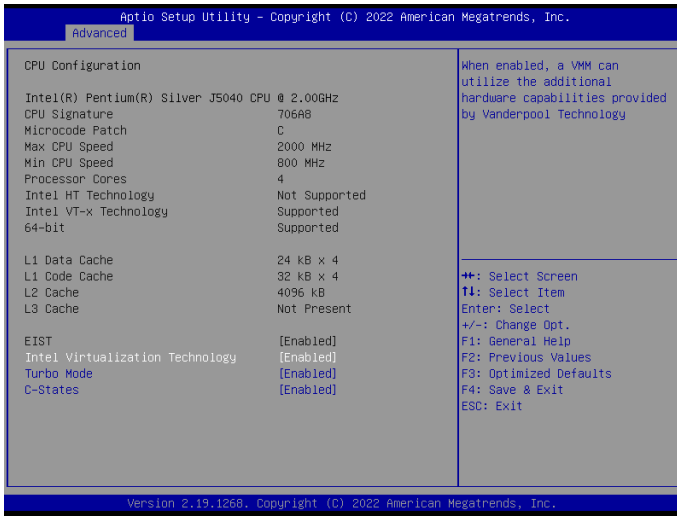 Aptio Setup Utility – Copyright (C) 2022 American Megatrends, Inc.
Advanced
CPU Configuration
Intel(R) Pentium(R) Silver J5040 CPU @ 2.00GHz
CPU Signature 706A8
Microcode Patch C
Max CPU Speed 2000 MHz
Min CPU Speed 800 MHz
Processor Cores 4
Intel HT Technology Not Supported
Intel VT-x Technology Supported
64-bit Supported
L1 Data Cache 24 kB x 4
L1 Code Cache 32 kB x 4
L2 Cache 4096 kB
L3 Cache Not Present
EIST [Enabled]
Intel Virtualization Technology [Enabled]
Turbo Mode [Enabled]
C-States [Enabled]
When enabled, a VMM can
utilize the additional
hardware capabilities provided
by Vanderpool Technology
→←: Select Screen
↑↓: Select Item
Enter: Select
+/-: Change Opt.
F1: General Help
F2: Previous Values
F3: Optimized Defaults
F4: Save & Exit
ESC: Exit
Version 2.19.1268. Copyright (C) 2022 American Megatrends, Inc.